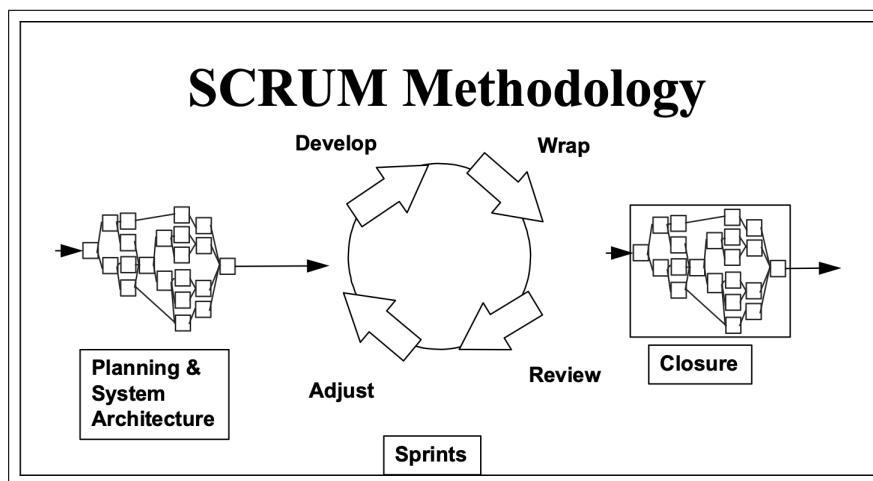 SCRUM Methodology
Develop
Wrap
Planning &
System
Architecture
Adjust
Review
Closure
Sprints